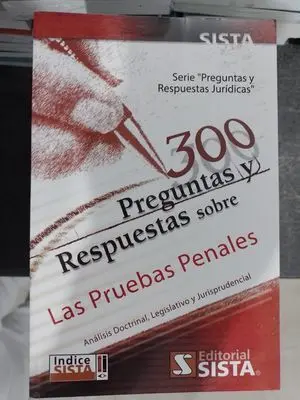 SISTA
Serie "Preguntas y
Respuestas Jurídicas"
300
Preguntas y
Respuestas sobre
Las Pruebas Penales
Análisis Doctrinal, Legislativo y Jurisprudencial
Indice
SISTA
Editorial
SISTA®